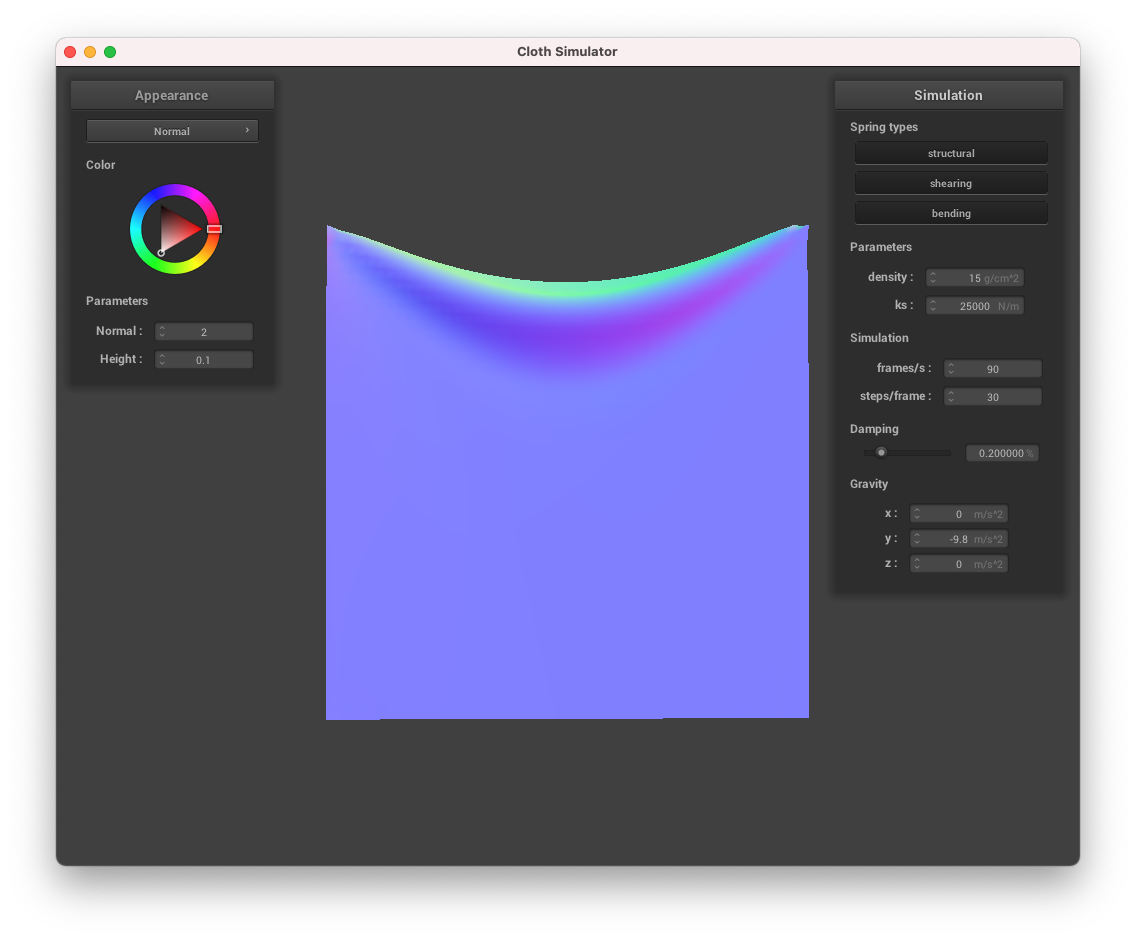 Cloth Simulator
Appearance
Normal
Color
Parameters
Normal : 2
Height : 0.1
Simulation
Spring types
structural
shearing
bending
Parameters
density : 15 g/cm^2
ks : 25000 N/m
Simulation
frames/s : 90
steps/frame : 30
Damping
0.200000 %
Gravity
x : 0 m/s^2
y : -9.8 m/s^2
z : 0 m/s^2